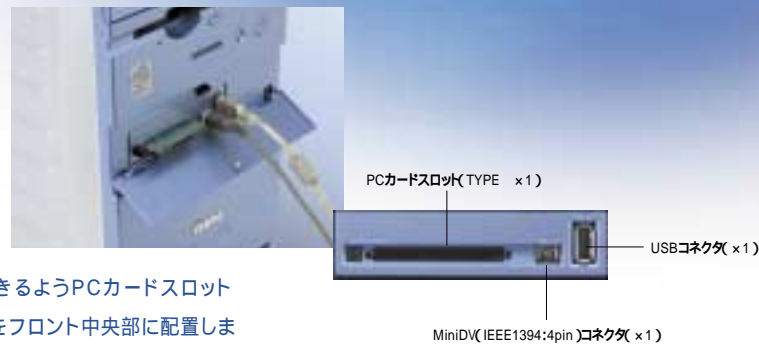 PCカードスロット(TYPE ×1)
USBコネクタ(×1)
きるようPCカードスロット
をフロント中央部に配置しま
MiniDV(IEEE1394:4pin)コネクタ(×1)